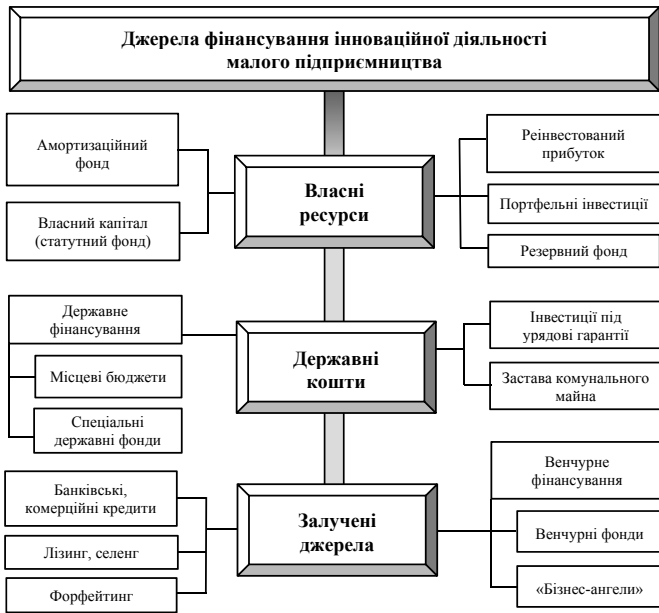 Джерела фінансування інноваційної діяльності
малого підприємництва
Амортизаційний
фонд
Власний капітал
(статутний фонд)
Власні
ресурси
Реінвестований
прибуток
Портфельні інвестиції
Резервний фонд
Державне
фінансування
Місцеві бюджети
Спеціальні
державні фонди
Державні
кошти
Інвестиції під
урядові гарантії
Застава комунального
майна
Банківські,
комерційні кредити
Лізинг, селенг
Форфейтинг
Залучені
джерела
Венчурне
фінансування
Венчурні фонди
«Бізнес-ангели»